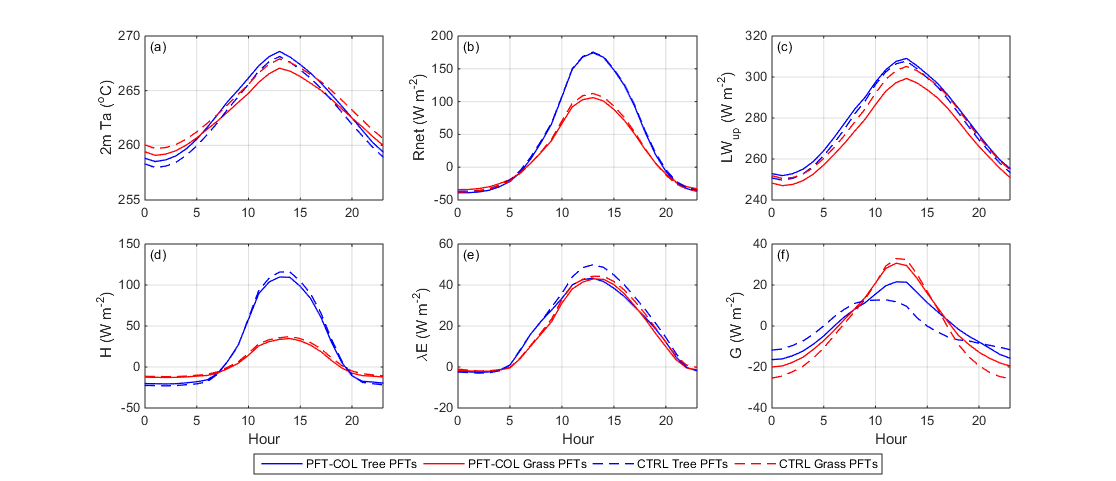 (a)
270
265
260
255
2m Ta (°C)
0 5 10 15 20
(b)
200
150
100
50
0
-50
Rnet (W m⁻²)
0 5 10 15 20
(c)
320
300
280
260
240
LWup (W m⁻²)
0 5 10 15 20
(d)
150
100
50
0
-50
H (W m⁻²)
0 5 10 15 20
Hour
(e)
60
40
20
0
-20
λE (W m⁻²)
0 5 10 15 20
Hour
(f)
40
20
0
-20
-40
G (W m⁻²)
0 5 10 15 20
Hour
PFT-COL Tree PFTs PFT-COL Grass PFTs CTRL Tree PFTs CTRL Grass PFTs